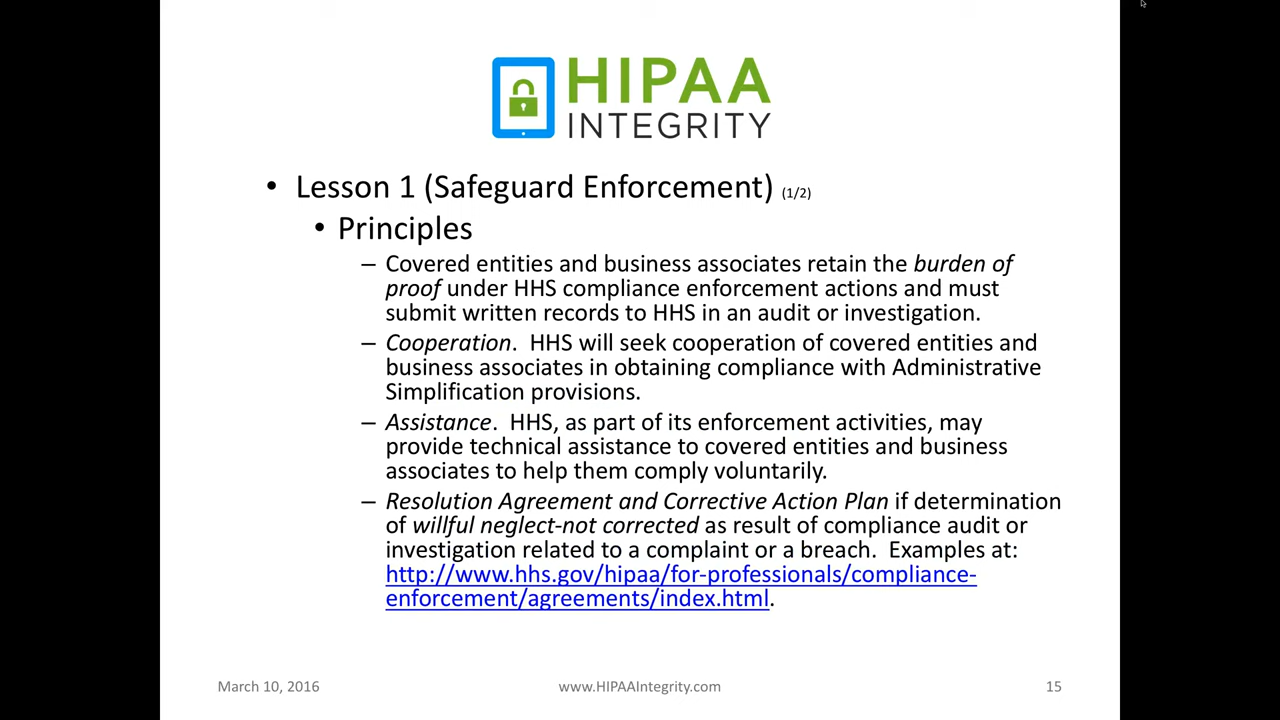 HIPAA
INTEGRITY
• Lesson 1 (Safeguard Enforcement) (1/2)
• Principles
– Covered entities and business associates retain the burden of
proof under HHS compliance enforcement actions and must
submit written records to HHS in an audit or investigation.
– Cooperation.  HHS will seek cooperation of covered entities and
business associates in obtaining compliance with Administrative
Simplification provisions.
– Assistance.  HHS, as part of its enforcement activities, may
provide technical assistance to covered entities and business
associates to help them comply voluntarily.
– Resolution Agreement and Corrective Action Plan if determination
of willful neglect-not corrected as result of compliance audit or
investigation related to a complaint or a breach.  Examples at:
http://www.hhs.gov/hipaa/for-professionals/compliance-
enforcement/agreements/index.html.
March 10, 2016
www.HIPAAIntegrity.com
15